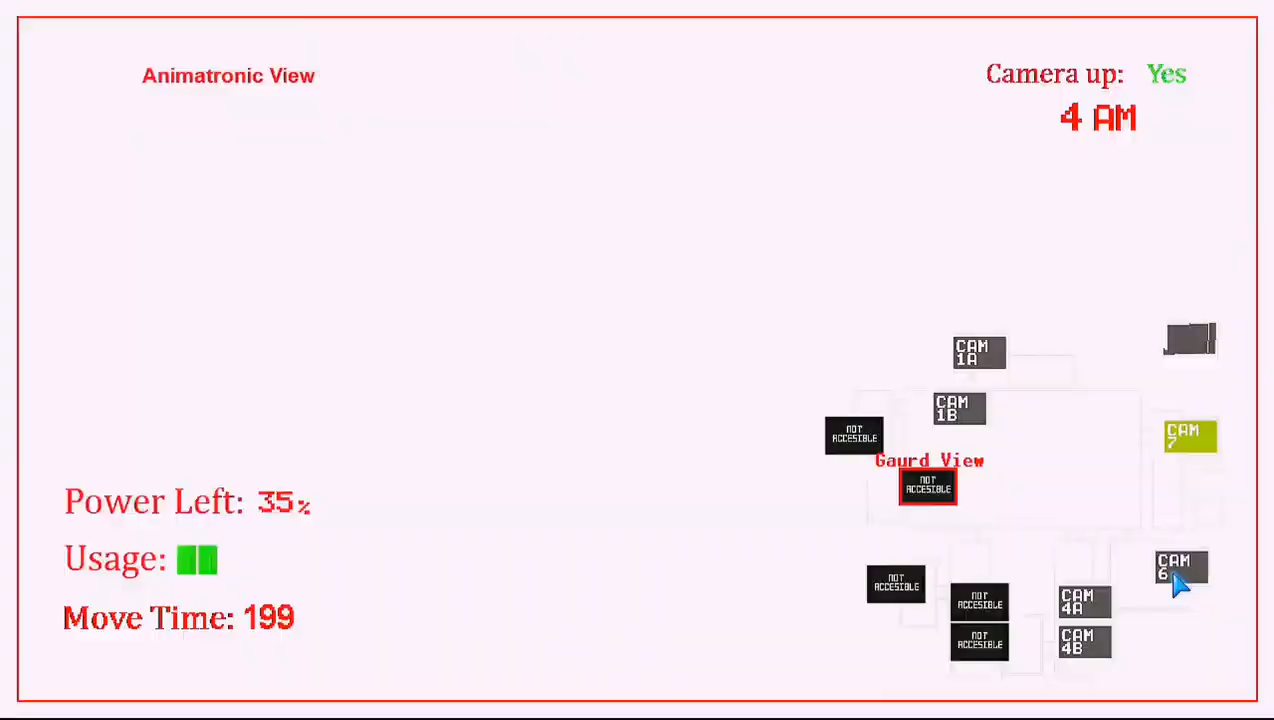 Animatronic View
Camera up: Yes
4 AM
CAM
1A
CAM
1B
NOT
ACCESIBLE
CAM
7
Gaurd View
NOT
ACCESIBLE
Power Left: 35%
Usage:
Move Time: 199
NOT
ACCESIBLE
NOT
ACCESIBLE
NOT
ACCESIBLE
CAM
4A
CAM
4B
CAM
6